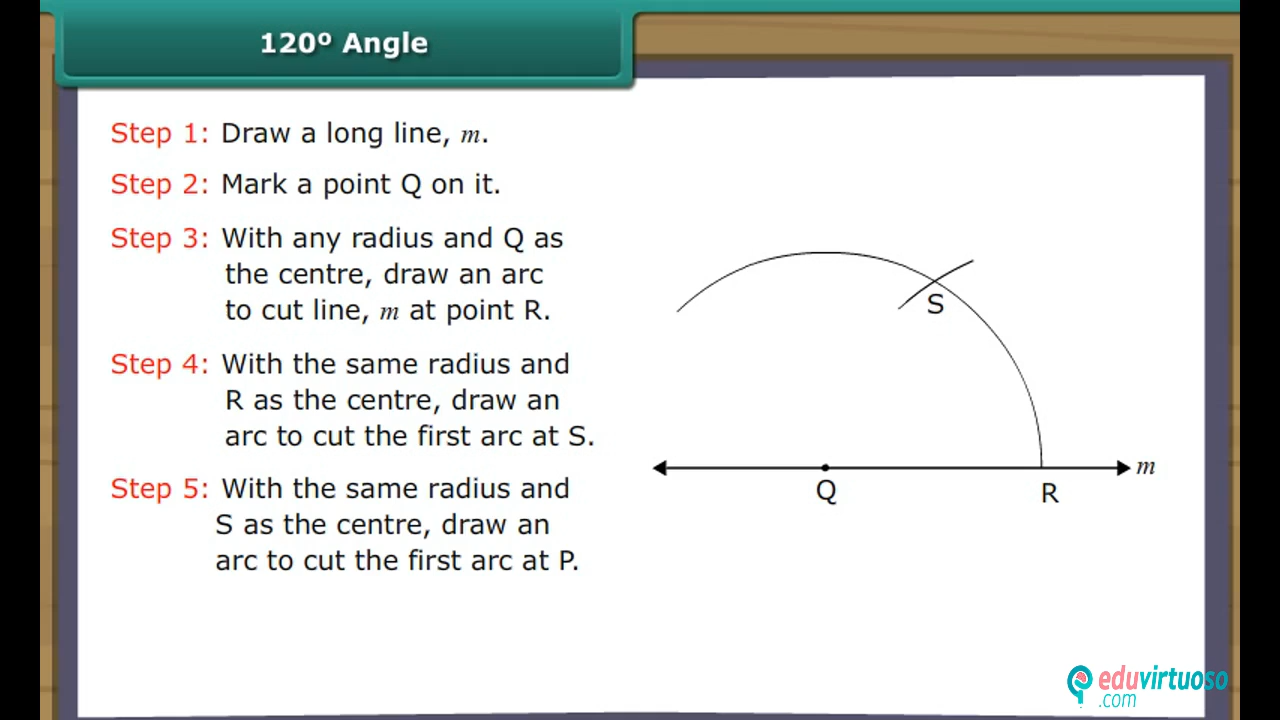 120º Angle
Step 1: Draw a long line, m.
Step 2: Mark a point Q on it.
Step 3: With any radius and Q as
the centre, draw an arc
to cut line, m at point R.
Step 4: With the same radius and
R as the centre, draw an
arc to cut the first arc at S.
Step 5: With the same radius and
S as the centre, draw an
arc to cut the first arc at P.
S
m
Q
R
eduvirtuoso
.com